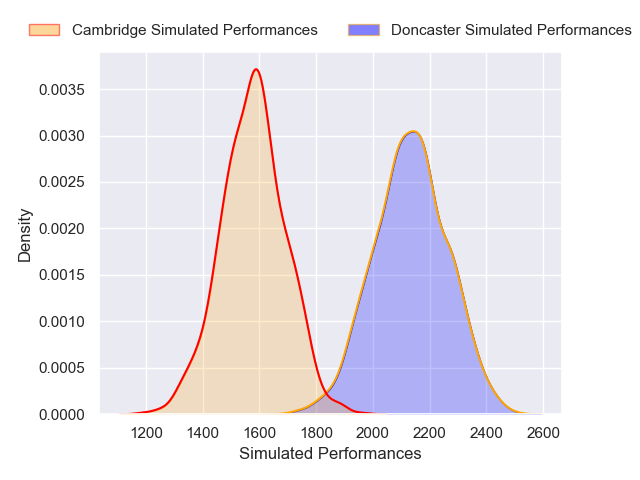 Cambridge Simulated Performances
Doncaster Simulated Performances
0.0035
0.0030
0.0025
0.0020
0.0015
0.0010
0.0005
0.0000
Density
1200 1400 1600 1800 2000 2200 2400 2600
Simulated Performances